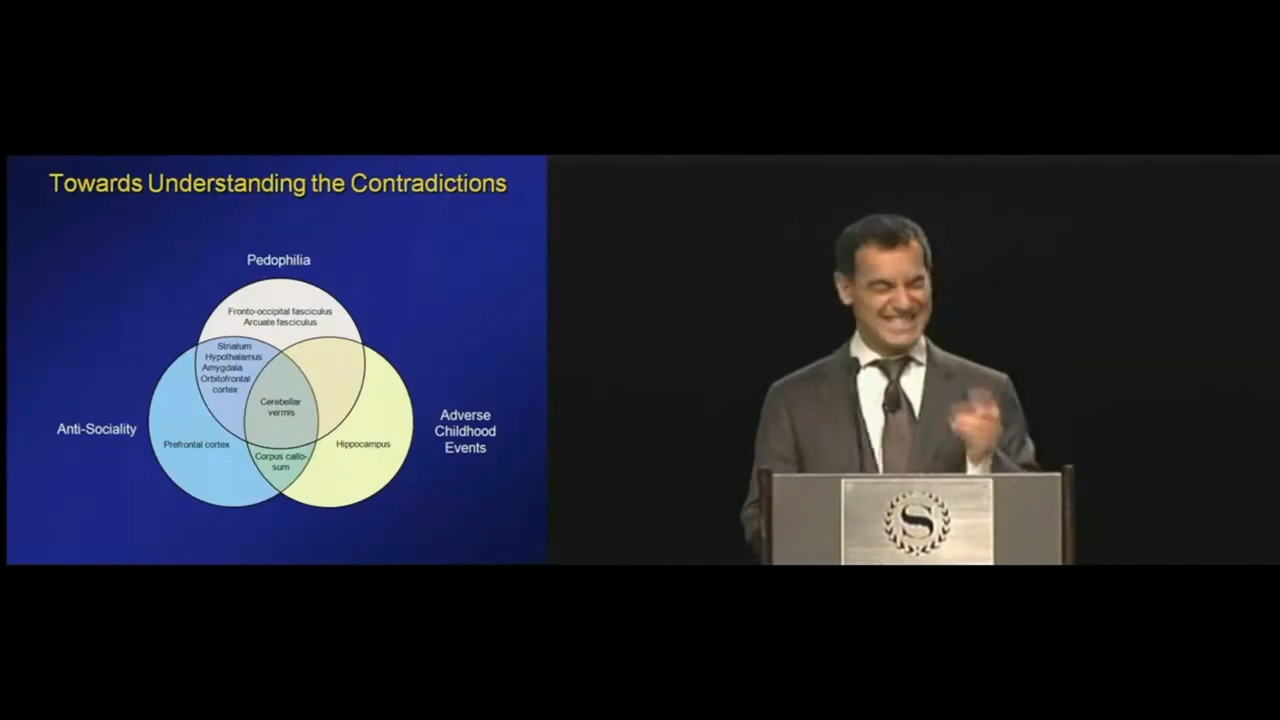 Towards Understanding the Contradictions
Pedophilia
Fronto-occipital fasciculus
Arcuate fasciculus
Striatum
Hypothalamus
Amygdala
Orbitofrontal
cortex
Cerebellar
vermis
Anti-Sociality
Adverse
Childhood
Events
Prefrontal cortex
Hippocampus
Corpus callo-
sum
S